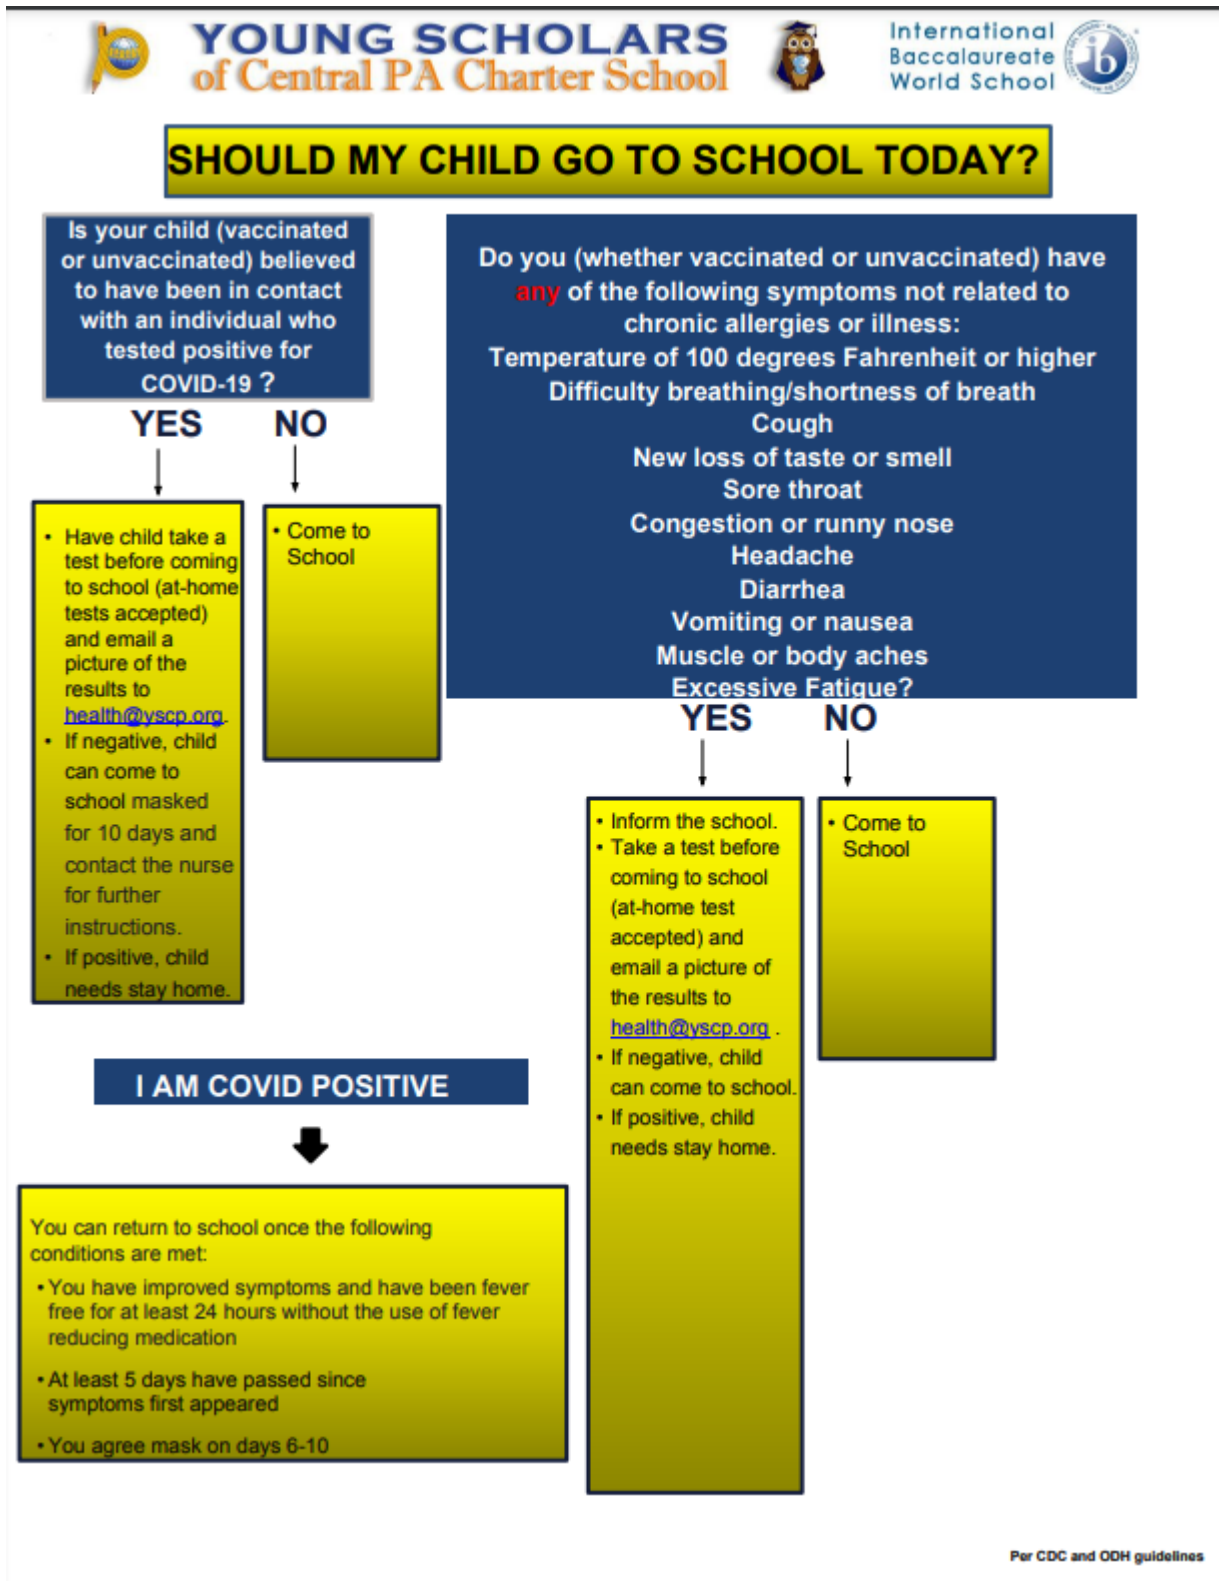 YOUNG SCHOLARS
of Central PA Charter School
International
Baccalaureate
World School
SHOULD MY CHILD GO TO SCHOOL TODAY?
Is your child (vaccinated
or unvaccinated) believed
to have been in contact
with an individual who
tested positive for
COVID-19 ?
YES NO
• Have child take a
test before coming
to school (at-home
tests accepted)
and email a
picture of the
results to
health@yscp.org.
• If negative, child
can come to
school masked
for 10 days and
contact the nurse
for further
instructions.
• If positive, child
needs stay home.
• Come to
School
Do you (whether vaccinated or unvaccinated) have
any of the following symptoms not related to
chronic allergies or illness:
Temperature of 100 degrees Fahrenheit or higher
Difficulty breathing/shortness of breath
Cough
New loss of taste or smell
Sore throat
Congestion or runny nose
Headache
Diarrhea
Vomiting or nausea
Muscle or body aches
Excessive Fatigue?
YES NO
• Inform the school.
• Take a test before
coming to school
(at-home test
accepted) and
email a picture of
the results to
health@yscp.org .
• If negative, child
can come to school.
• If positive, child
needs stay home.
• Come to
School
I AM COVID POSITIVE
You can return to school once the following
conditions are met:
• You have improved symptoms and have been fever
free for at least 24 hours without the use of fever
reducing medication
• At least 5 days have passed since
symptoms first appeared
• You agree mask on days 6-10
Per CDC and ODH guidelines